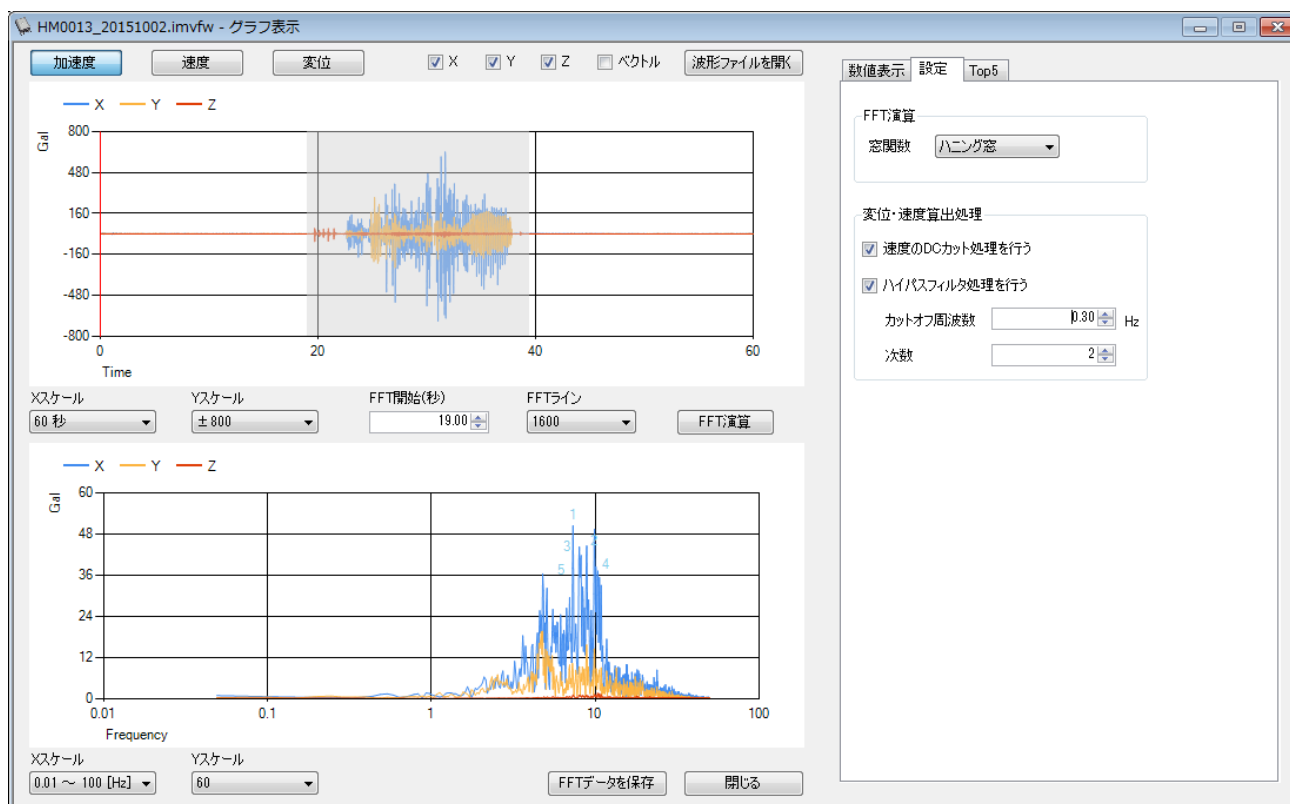 HM0013_20151002.imvfw - グラフ表示
加速度 速度 変位 X Y Z ベクトル 波形ファイルを開く
X Y Z
Gal
800
480
160
-160
-480
-800
0 20 40 60
Time
Xスケール Yスケール FFT開始(秒) FFTライン
60 秒 ±800 19.00 1600 FFT演算
X Y Z
Gal
60
48
36
24
12
0
1
2
3
4
5
0.01 0.1 1 10 100
Frequency
Xスケール Yスケール
0.01 ～ 100 [Hz] 60 FFTデータを保存 閉じる
数値表示 設定 Top5
FFT演算
窓関数 ハニング窓
変位・速度算出処理
速度のDCカット処理を行う
ハイパスフィルタ処理を行う
カットオフ周波数 0.30 Hz
次数 2